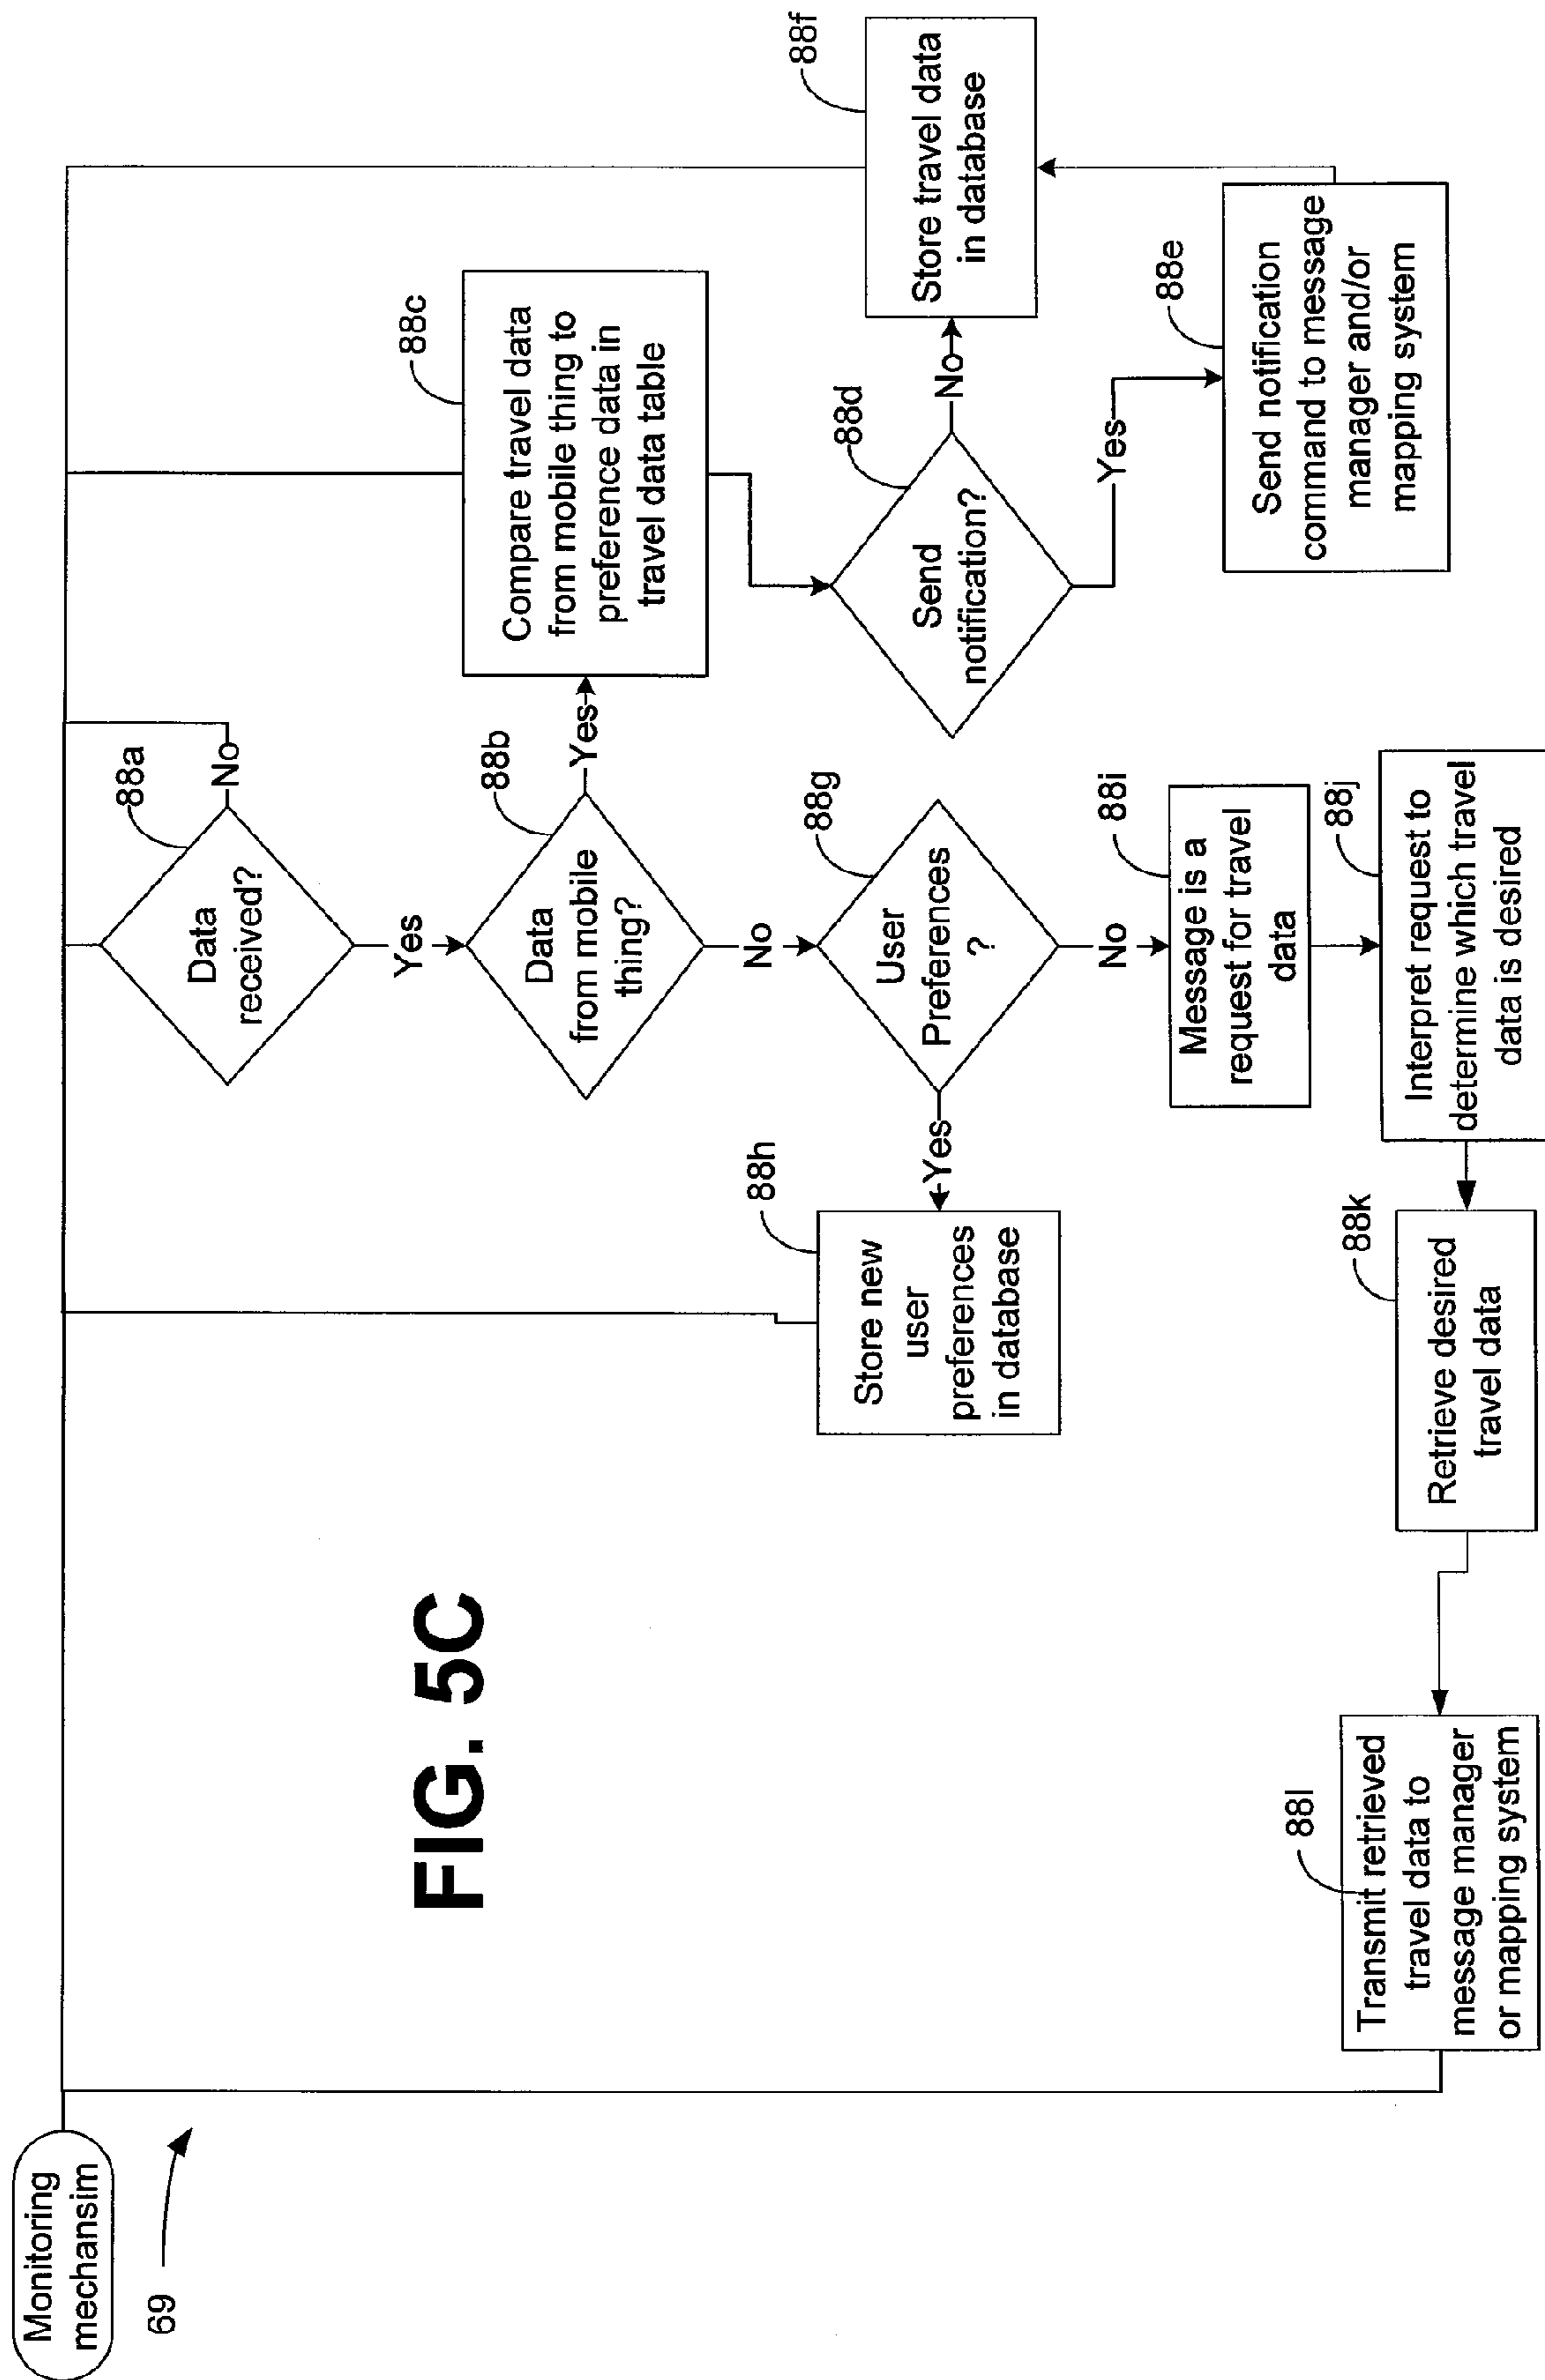 Monitoring
mechansim
69
FIG. 5C
Data
received?
88a
No
Yes
Data
from mobile
thing?
88b
Yes
No
Compare travel data
from mobile thing to
preference data in
travel data table
88c
Send
notification?
88d
No
Yes
Send notification
command to message
manager and/or
mapping system
88e
Store travel data
in database
88f
User
Preferences
?
88g
Yes
No
Store new
user
preferences
in database
88h
Message is a
request for travel
data
88i
Interpret request to
determine which travel
data is desired
88j
Retrieve desired
travel data
88k
Transmit retrieved
travel data to
message manager
or mapping system
88l